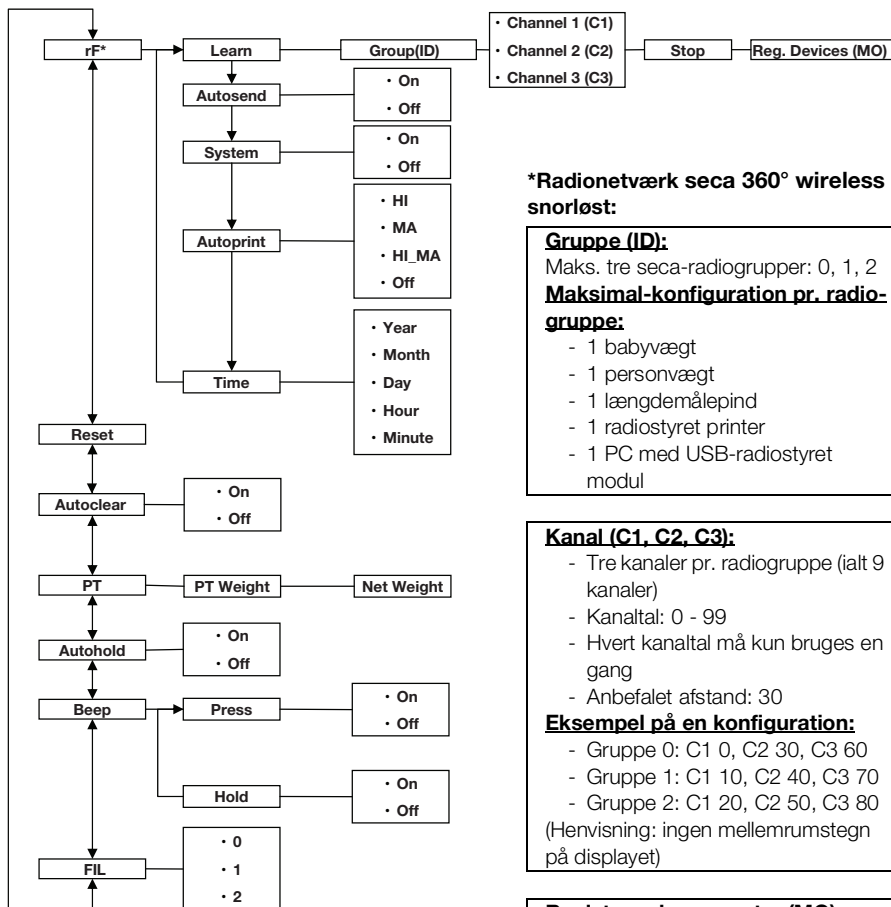 rF*
Learn
Group(ID)
• Channel 1 (C1)
• Channel 2 (C2)
• Channel 3 (C3)
Stop
Reg. Devices (MO)
Autosend
• On
• Off
System
• On
• Off
Autoprint
• HI
• MA
• HI_MA
• Off
Time
• Year
• Month
• Day
• Hour
• Minute
Reset
Autoclear
• On
• Off
PT
PT Weight
Net Weight
Autohold
• On
• Off
Beep
Press
• On
• Off
Hold
• On
• Off
FIL
• 0
• 1
• 2
*Radionetværk seca 360° wireless
snorløst:
Gruppe (ID):
Maks. tre seca-radiogrupper: 0, 1, 2
Maksimal-konfiguration pr. radio-
gruppe:
- 1 babyvægt
- 1 personvægt
- 1 længdemålepind
- 1 radiostyret printer
- 1 PC med USB-radiostyret
modul
Kanal (C1, C2, C3):
- Tre kanaler pr. radiogruppe (ialt 9
kanaler)
- Kanaltal: 0 - 99
- Hvert kanaltal må kun bruges en
gang
- Anbefalet afstand: 30
Eksempel på en konfiguration:
- Gruppe 0: C1 0, C2 30, C3 60
- Gruppe 1: C1 10, C2 40, C3 70
- Gruppe 2: C1 20, C2 50, C3 80
(Henvisning: ingen mellemrumstegn
på displayet)